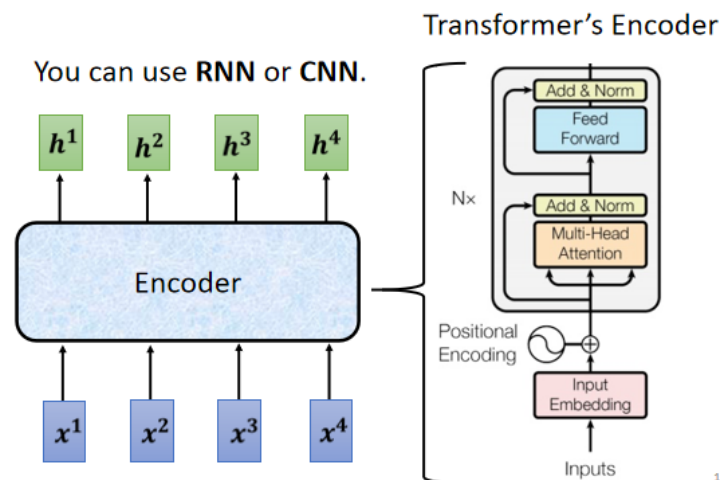 Transformer's Encoder
You can use RNN or CNN.
h¹ h² h³ h⁴
Encoder
x¹ x² x³ x⁴
Add & Norm
Feed
Forward
N×
Add & Norm
Multi-Head
Attention
Positional
Encoding
Input
Embedding
Inputs
1